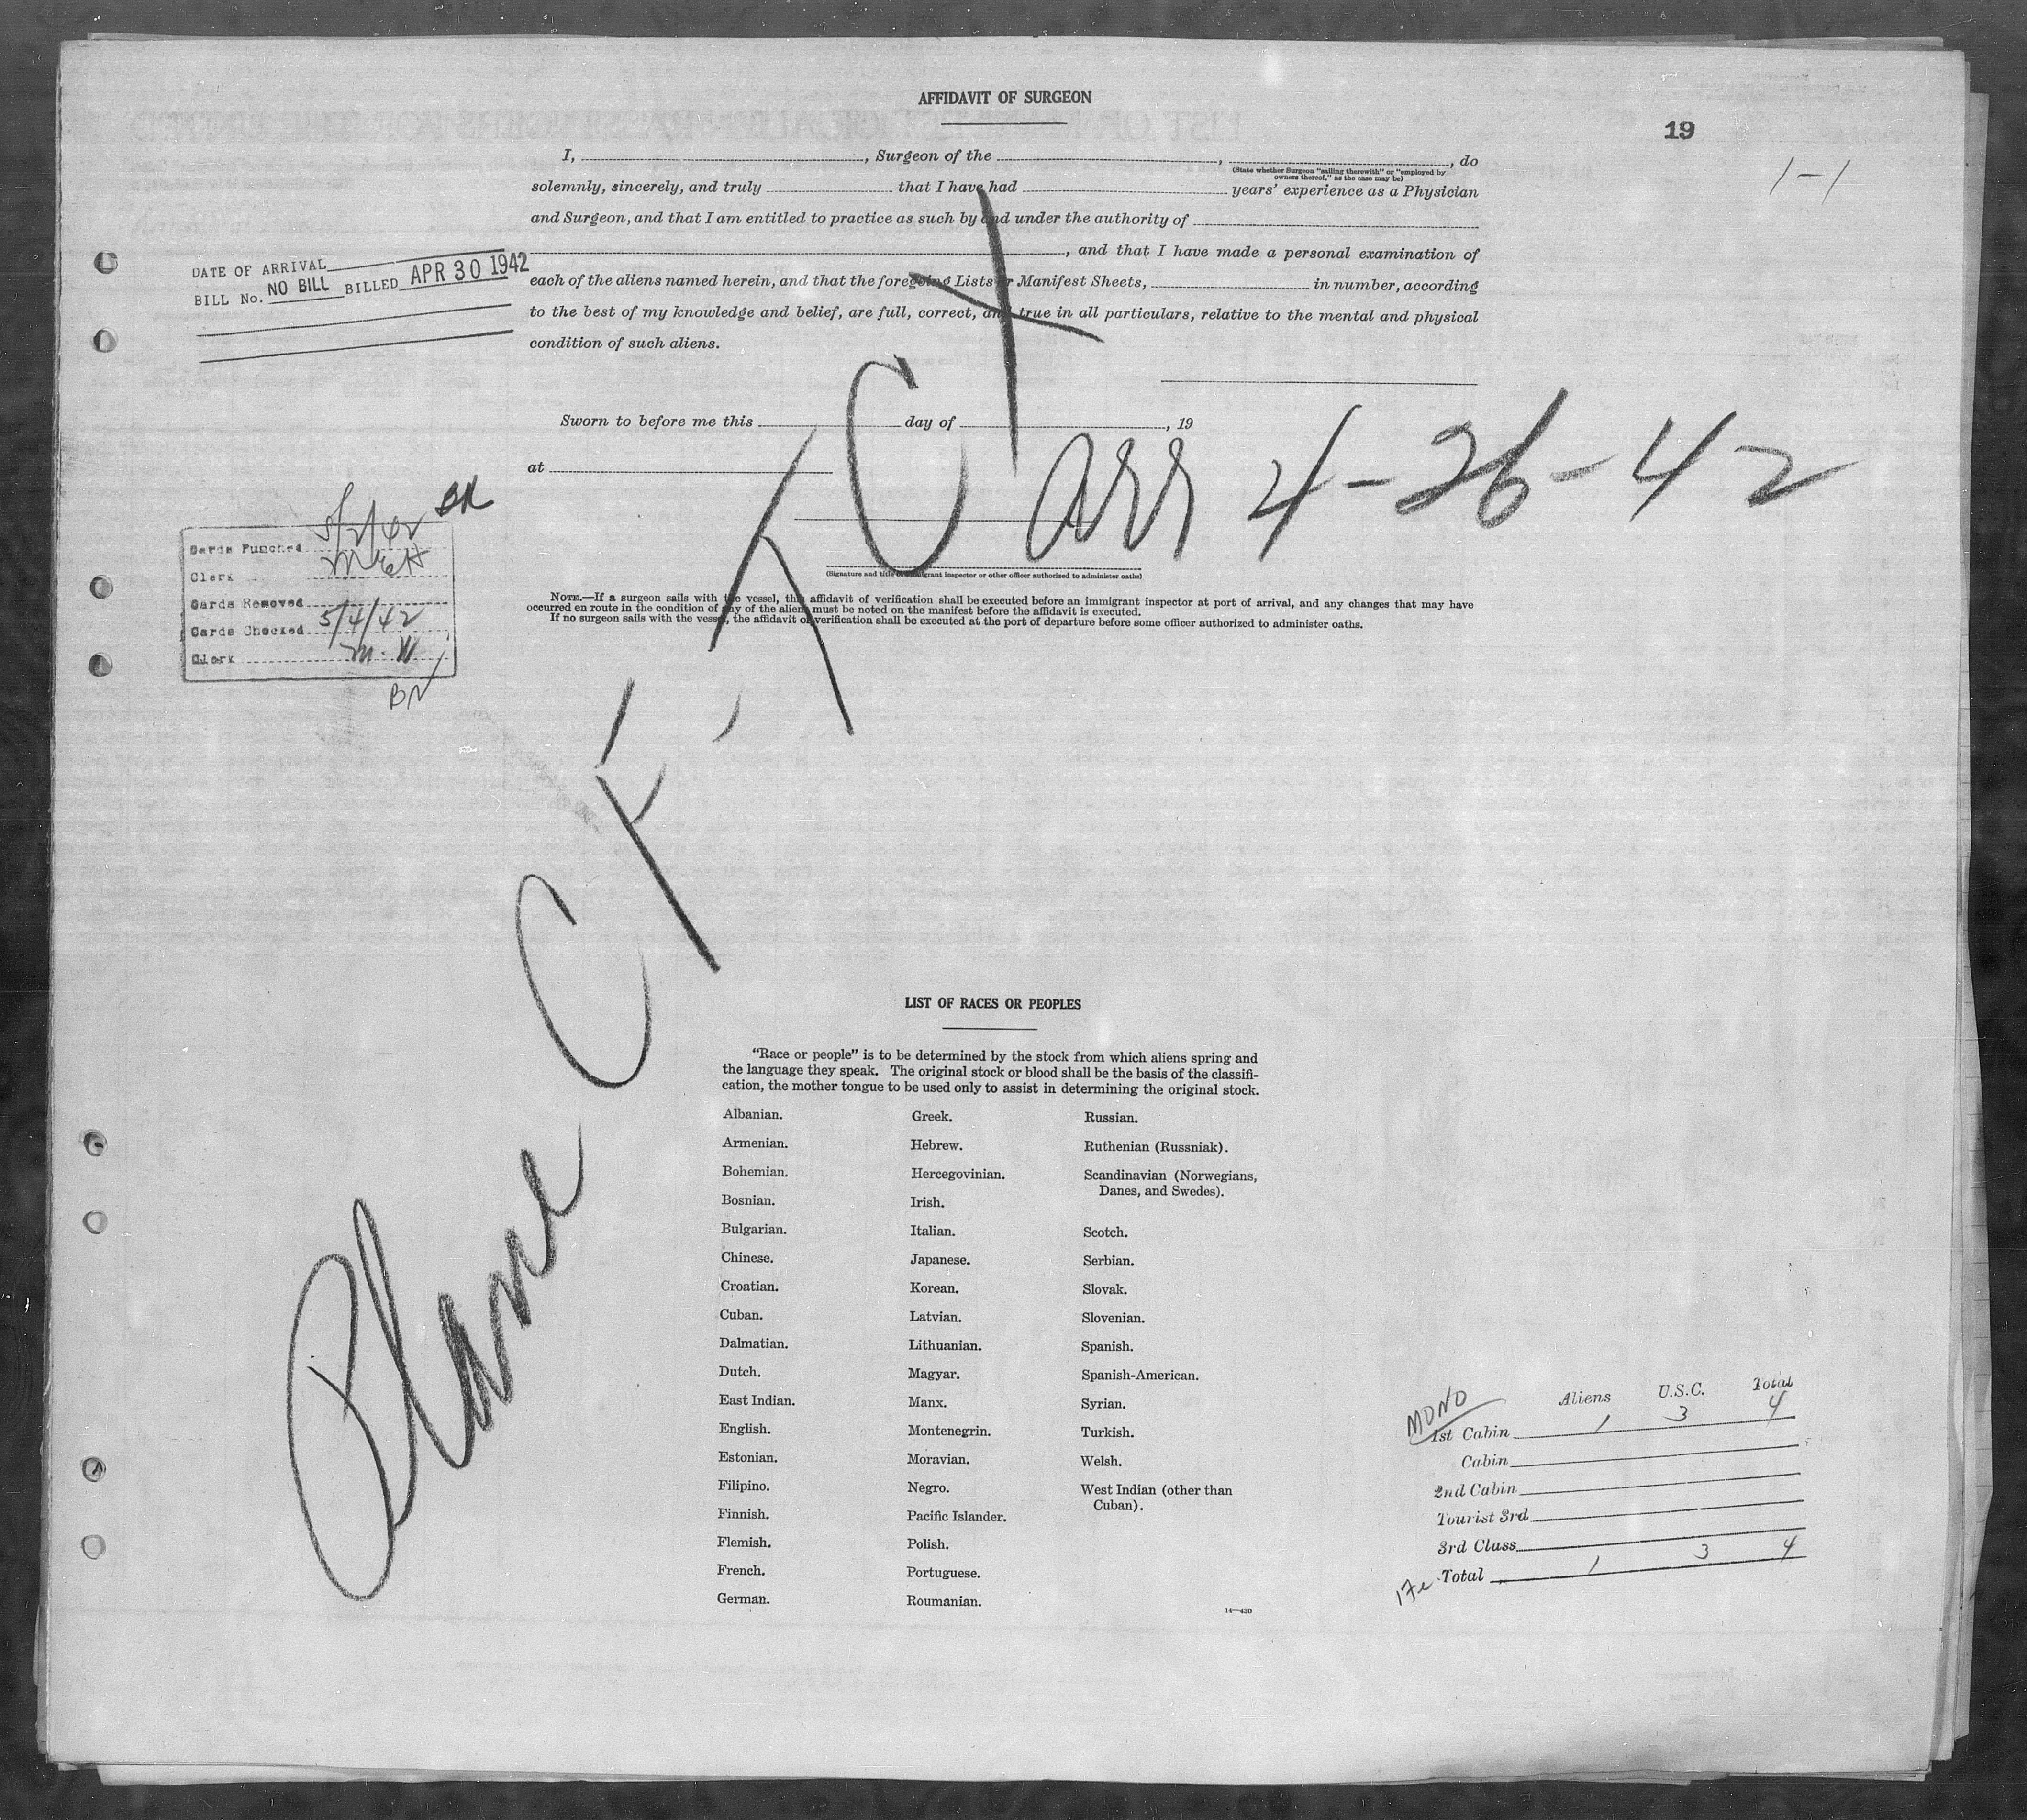 AFFIDAVIT OF SURGEON
19
1-1
I, , Surgeon of the , , do
(State whether Surgeon "sailing therewith" or "employed by owners thereof," as the case may be)
solemnly, sincerely, and truly that I have had years' experience as a Physician
and Surgeon, and that I am entitled to practice as such by and under the authority of
, and that I have made a personal examination of
each of the aliens named herein, and that the foregoing Lists or Manifest Sheets, in number, according
to the best of my knowledge and belief, are full, correct, and true in all particulars, relative to the mental and physical
condition of such aliens.
DATE OF ARRIVAL
BILL No. NO BILL BILLED APR 30 1942
Sworn to before me this day of , 19
at
Arr 4-26-42
(Signature and title of immigrant inspector or other officer authorized to administer oaths)
NOTE.—If a surgeon sails with the vessel, this affidavit of verification shall be executed before an immigrant inspector at port of arrival, and any changes that may have
occurred en route in the condition of any of the aliens must be noted on the manifest before the affidavit is executed.
If no surgeon sails with the vessel, the affidavit of verification shall be executed at the port of departure before some officer authorized to administer oaths.
Cards Punched 5/2/42
Clerk
Cards Removed
Cards Checked 5/4/42
Clerk M. W.
Plane CF-TCA
LIST OF RACES OR PEOPLES
"Race or people" is to be determined by the stock from which aliens spring and
the language they speak. The original stock or blood shall be the basis of the classifi-
cation, the mother tongue to be used only to assist in determining the original stock.
Albanian.
Armenian.
Bohemian.
Bosnian.
Bulgarian.
Chinese.
Croatian.
Cuban.
Dalmatian.
Dutch.
East Indian.
English.
Estonian.
Filipino.
Finnish.
Flemish.
French.
German.
Greek.
Hebrew.
Hercegovinian.
Irish.
Italian.
Japanese.
Korean.
Latvian.
Lithuanian.
Magyar.
Manx.
Montenegrin.
Moravian.
Negro.
Pacific Islander.
Polish.
Portuguese.
Roumanian.
Russian.
Ruthenian (Russniak).
Scandinavian (Norwegians,
Danes, and Swedes).
Scotch.
Serbian.
Slovak.
Slovenian.
Spanish.
Spanish-American.
Syrian.
Turkish.
Welsh.
West Indian (other than
Cuban).
14—430
MONO
Aliens U.S.C. Total
1st Cabin 1 3 4
Cabin
2nd Cabin
Tourist 3rd
3rd Class
Total 1 3 4